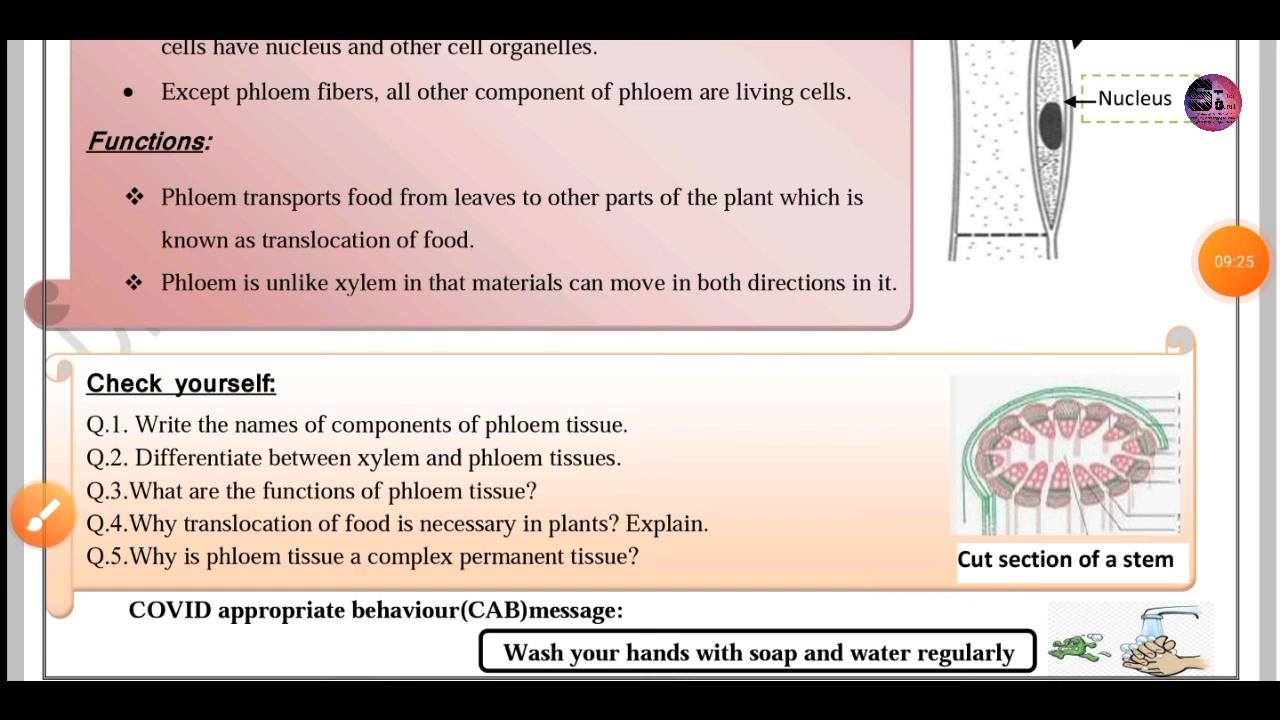 cells have nucleus and other cell organelles.
• Except phloem fibers, all other component of phloem are living cells.
Nucleus
Functions:
❖ Phloem transports food from leaves to other parts of the plant which is
known as translocation of food.
❖ Phloem is unlike xylem in that materials can move in both directions in it.
09:25
Check yourself:
Q.1. Write the names of components of phloem tissue.
Q.2. Differentiate between xylem and phloem tissues.
Q.3.What are the functions of phloem tissue?
Q.4.Why translocation of food is necessary in plants? Explain.
Q.5.Why is phloem tissue a complex permanent tissue?
Cut section of a stem
COVID appropriate behaviour(CAB)message:
Wash your hands with soap and water regularly